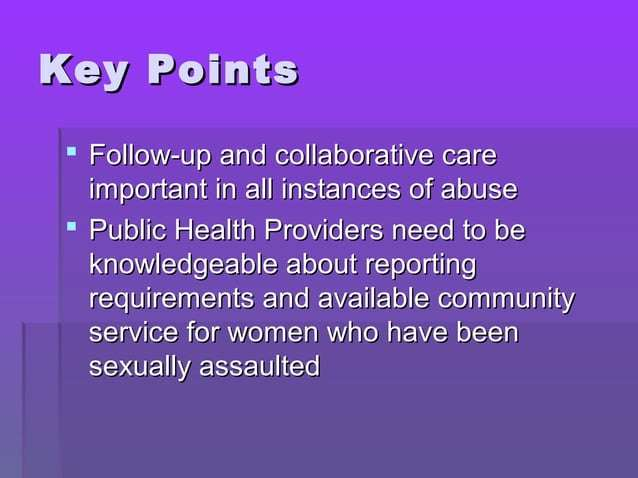 Key Points
▪ Follow-up and collaborative care
important in all instances of abuse
▪ Public Health Providers need to be
knowledgeable about reporting
requirements and available community
service for women who have been
sexually assaulted